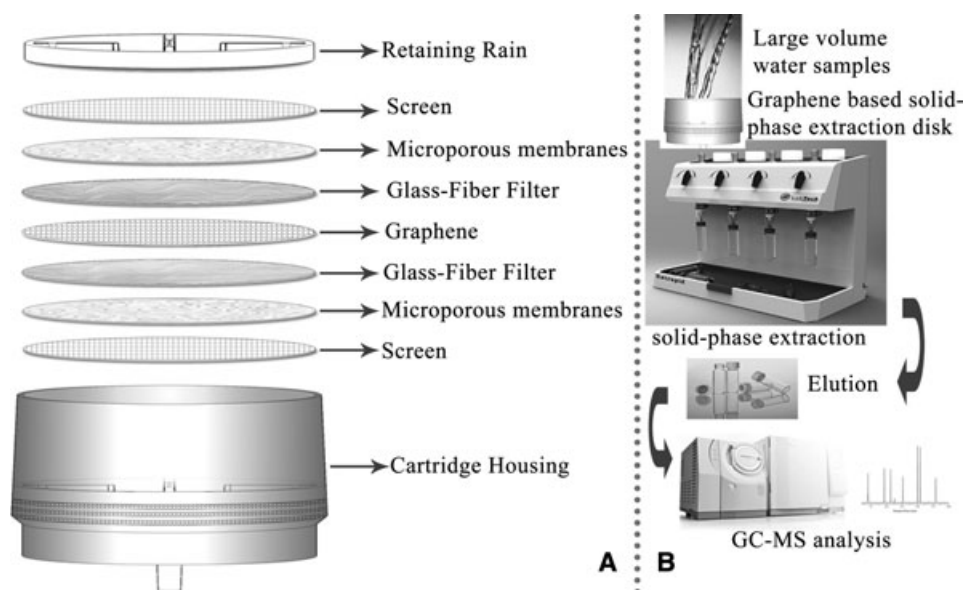 Retaining Rain
Screen
Microporous membranes
Glass-Fiber Filter
Graphene
Glass-Fiber Filter
Microporous membranes
Screen
Cartridge Housing
A
Large volume
water samples
Graphene based solid-
phase extraction disk
solid-phase extraction
Elution
GC-MS analysis
B